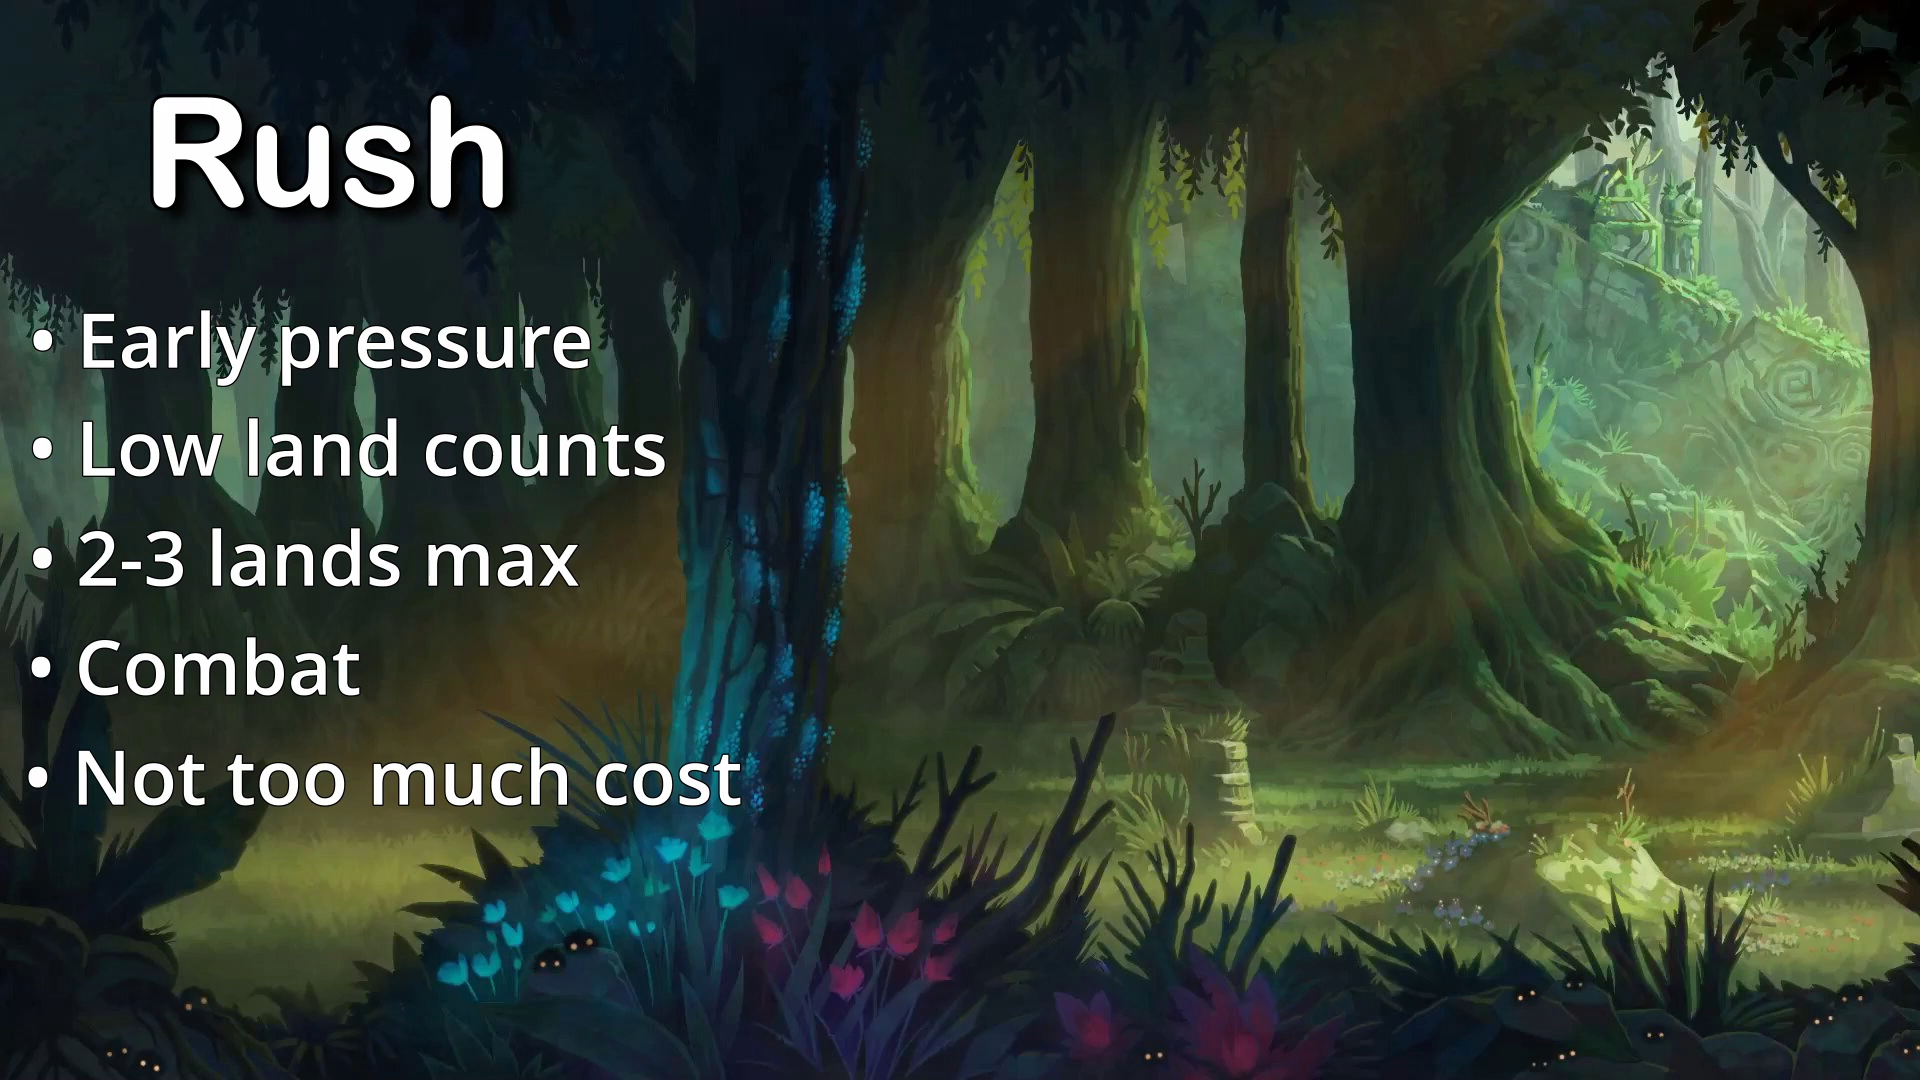 Rush
• Early pressure
• Low land counts
• 2-3 lands max
• Combat
• Not too much cost